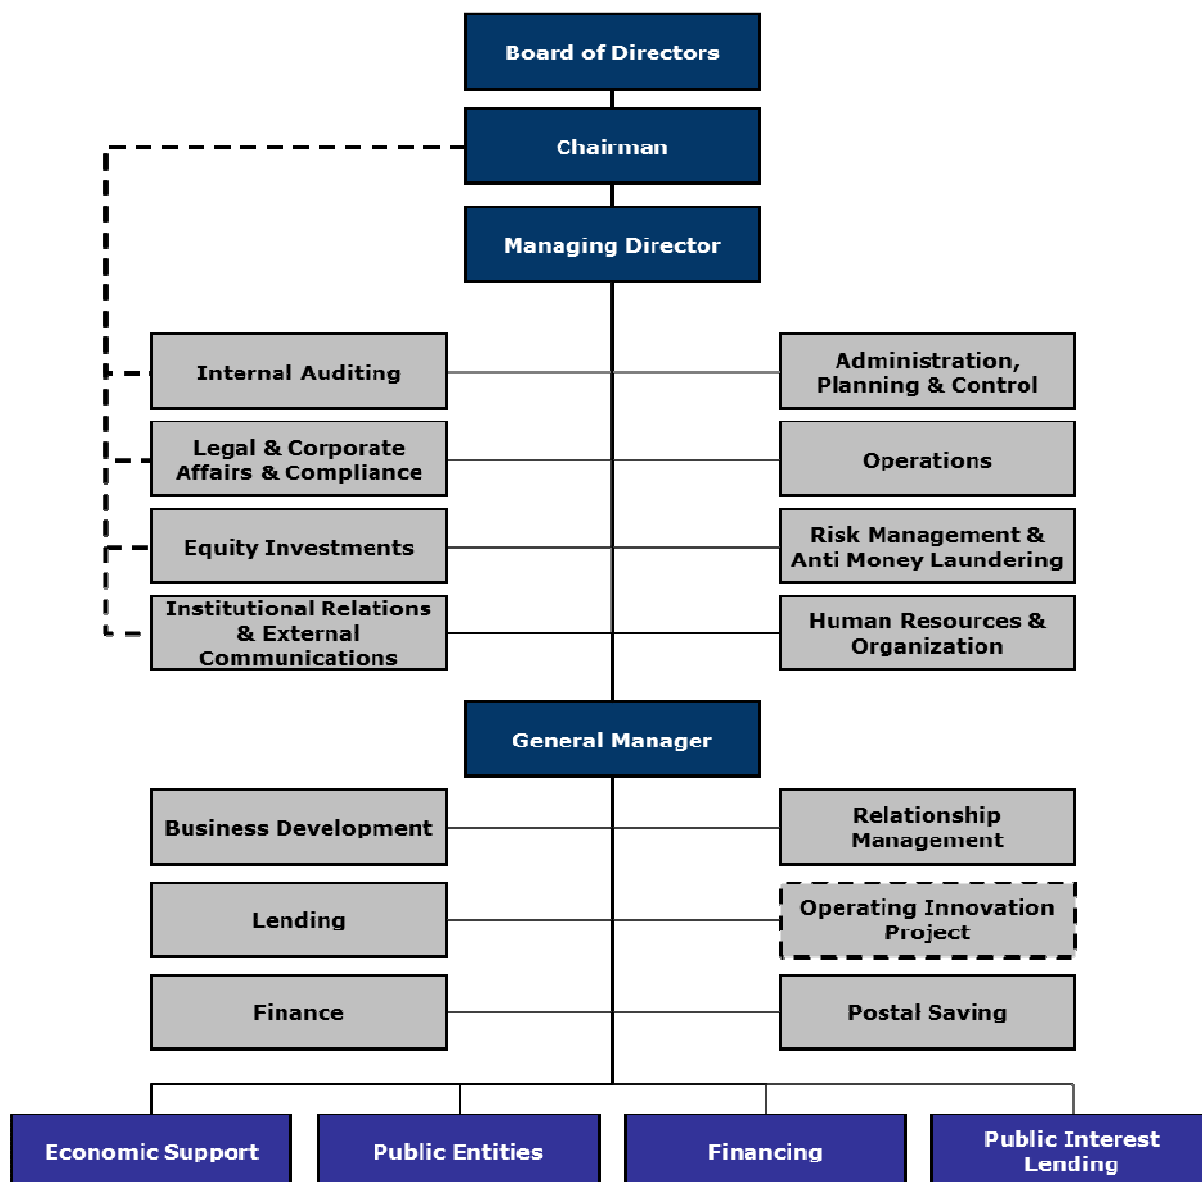 Board of Directors
Chairman
Managing Director
Internal Auditing
Administration,
Planning & Control
Legal & Corporate
Affairs & Compliance
Operations
Equity Investments
Risk Management &
Anti Money Laundering
Institutional Relations
& External
Communications
Human Resources &
Organization
General Manager
Business Development
Relationship
Management
Lending
Operating Innovation
Project
Finance
Postal Saving
Economic Support
Public Entities
Financing
Public Interest
Lending